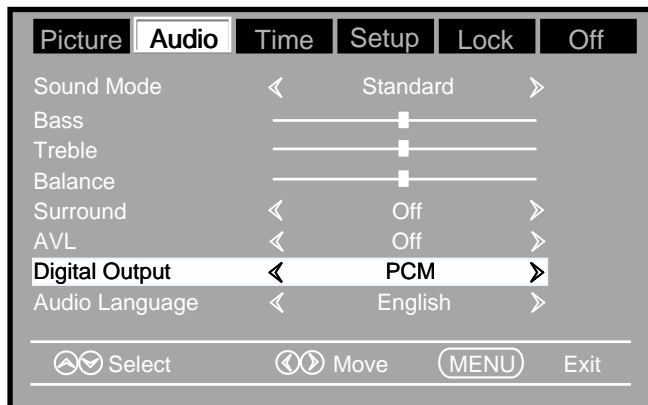 Picture Audio Time Setup Lock Off
Sound Mode Standard
Bass
Treble
Balance
Surround Off
AVL Off
Digital Output PCM
Audio Language English
Select Move MENU Exit